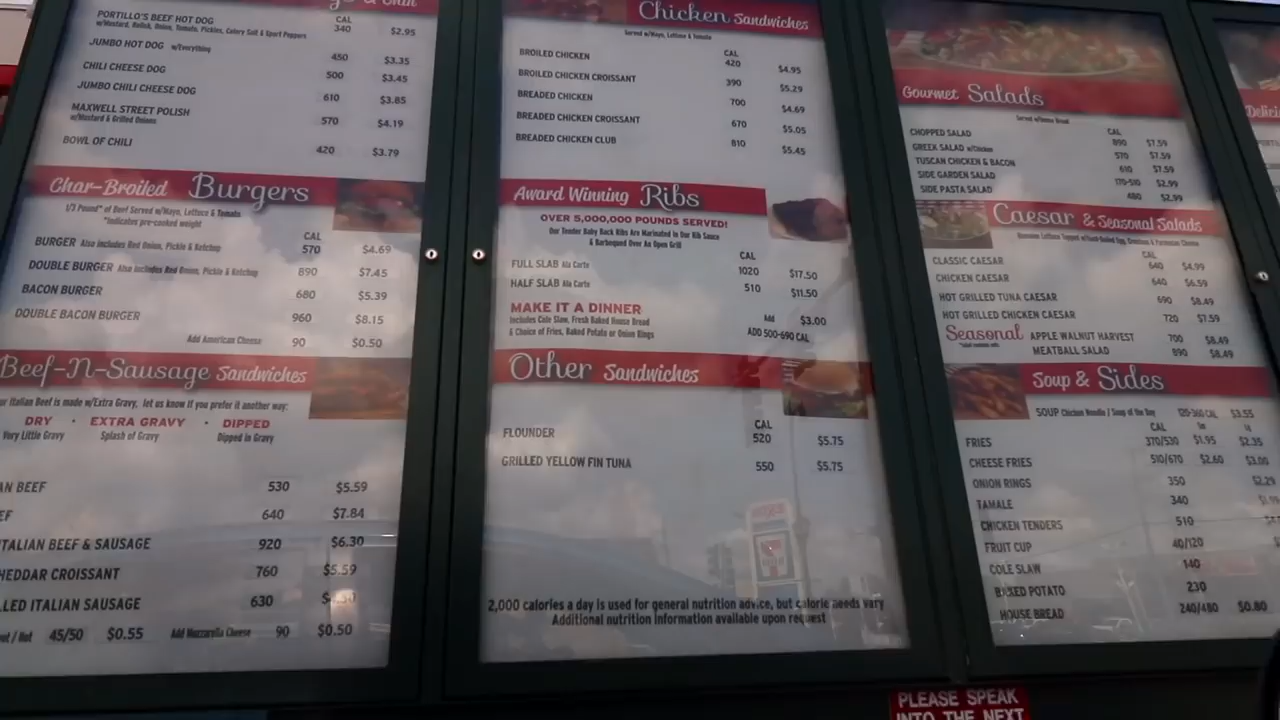 PORTILLO'S BEEF HOT DOG CAL 340 $2.95
w/Mustard, Relish, Onion, Tomato, Pickles, Celery Salt & Sport Peppers
JUMBO HOT DOG w/Everything 450 $3.35
CHILI CHEESE DOG 500 $3.45
JUMBO CHILI CHEESE DOG 610 $3.85
MAXWELL STREET POLISH 570 $4.19
w/Mustard & Grilled Onions
BOWL OF CHILI 420 $3.79
Char-Broiled Burgers
1/3 Pound* of Beef Served w/Mayo, Lettuce & Tomato
*Indicates pre-cooked weight
CAL
BURGER Also Includes Red Onion, Pickle & Ketchup 570 $4.69
DOUBLE BURGER Also Includes Red Onion, Pickle & Ketchup 890 $7.45
BACON BURGER 680 $5.39
DOUBLE BACON BURGER 960 $8.15
Add American Cheese 90 $0.50
Beef-N-Sausage Sandwiches
Italian Beef is made w/Extra Gravy, let us know if you prefer it another way:
DRY · EXTRA GRAVY · DIPPED
Very Little Gravy Splash of Gravy Dipped in Gravy
AN BEEF 530 $5.59
EF 640 $7.84
TALIAN BEEF & SAUSAGE 920 $6.30
HEDDAR CROISSANT 760 $5.59
LED ITALIAN SAUSAGE 630
/ Hot 45/50 $0.55 Add Mozzarella Cheese 90 $0.50
Chicken Sandwiches
Served w/Mayo, Lettuce & Tomato
CAL
BROILED CHICKEN 420 $4.95
BROILED CHICKEN CROISSANT 390 $5.29
BREADED CHICKEN 700 $4.69
BREADED CHICKEN CROISSANT 670 $5.05
BREADED CHICKEN CLUB 810 $5.45
Award Winning Ribs
OVER 5,000,000 POUNDS SERVED!
Our Tender Baby Back Ribs Are Marinated in Our Rib Sauce
& Barbequed Over An Open Grill
CAL
FULL SLAB Ala Carte 1020 $17.50
HALF SLAB Ala Carte 510 $11.50
MAKE IT A DINNER Add $3.00
Includes Cole Slaw, Fresh Baked House Bread
& Choice of Fries, Baked Potato or Onion Rings ADD 500-690 CAL
Other Sandwiches
CAL
FLOUNDER 520 $5.75
GRILLED YELLOW FIN TUNA 550 $5.75
2,000 calories a day is used for general nutrition advice, but calorie needs vary
Additional nutrition information available upon request
Gourmet Salads
Served w/House Bread
CAL
CHOPPED SALAD 890 $7.59
GREEK SALAD w/Chicken 570 $7.59
TUSCAN CHICKEN & BACON 610 $7.59
SIDE GARDEN SALAD 170-510 $2.99
SIDE PASTA SALAD 480 $2.99
Caesar & Seasonal Salads
CAL
CLASSIC CAESAR 640 $4.99
CHICKEN CAESAR 640 $6.59
HOT GRILLED TUNA CAESAR 690 $8.49
HOT GRILLED CHICKEN CAESAR 720 $7.59
Seasonal APPLE WALNUT HARVEST 700 $8.49
MEATBALL SALAD 890 $8.49
Soup & Sides
SOUP Chicken Noodle / Soup of the Day 120-360 CAL $3.55
CAL
FRIES 370/530 $1.95 $2.35
CHEESE FRIES 510/670 $2.60 $3.00
ONION RINGS 350 $2.29
TAMALE 340
CHICKEN TENDERS 510
FRUIT CUP 40/120
COLE SLAW 140
BAKED POTATO 230
HOUSE BREAD 240/480 $0.80
Delici
PLEASE SPEAK
INTO THE NEXT